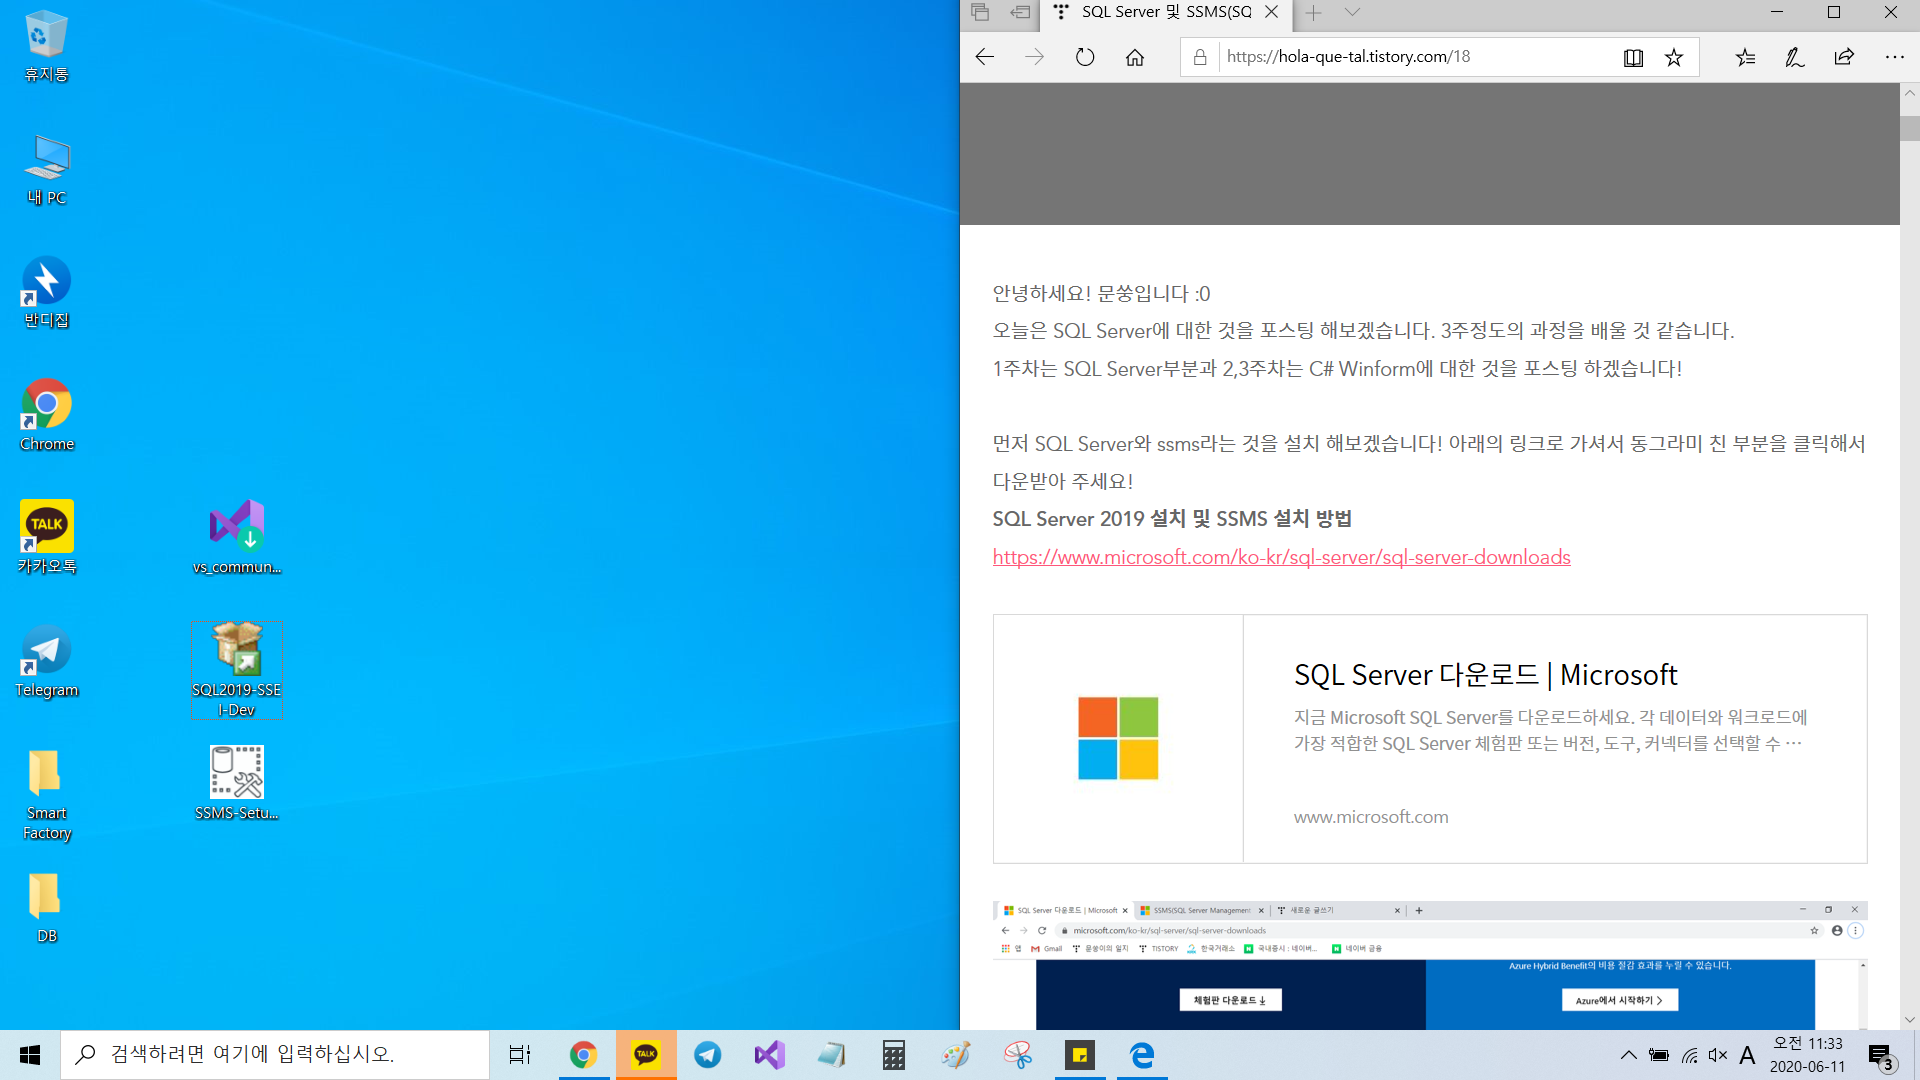 휴지통
내 PC
반디집
Chrome
카카오톡
vs_commun...
Telegram
SQL2019-SSE
I-Dev
Smart
Factory
SSMS-Setu...
DB
SQL Server 및 SSMS(SQ
https://hola-que-tal.tistory.com/18
안녕하세요! 문쑹입니다 :0
오늘은 SQL Server에 대한 것을 포스팅 해보겠습니다. 3주정도의 과정을 배울 것 같습니다.
1주차는 SQL Server부분과 2,3주차는 C# Winform에 대한 것을 포스팅 하겠습니다!
먼저 SQL Server와 ssms라는 것을 설치 해보겠습니다! 아래의 링크로 가셔서 동그라미 친 부분을 클릭해서
다운받아 주세요!
SQL Server 2019 설치 및 SSMS 설치 방법
https://www.microsoft.com/ko-kr/sql-server/sql-server-downloads
SQL Server 다운로드 | Microsoft
지금 Microsoft SQL Server를 다운로드하세요. 각 데이터와 워크로드에
가장 적합한 SQL Server 체험판 또는 버전, 도구, 커넥터를 선택할 수 ···
www.microsoft.com
SQL Server 다운로드 | Microsoft
SSMS(SQL Server Management
새로운 글쓰기
microsoft.com/ko-kr/sql-server/sql-server-downloads
앱 Gmail 문쑹이의 일지 TISTORY 한국거래소 국내증시 : 네이버... 네이버 금융
Azure Hybrid Benefit의 비용 절감 효과를 누릴 수 있습니다.
체험판 다운로드
Azure에서 시작하기
검색하려면 여기에 입력하십시오.
TALK
A
오전 11:33
2020-06-11
3